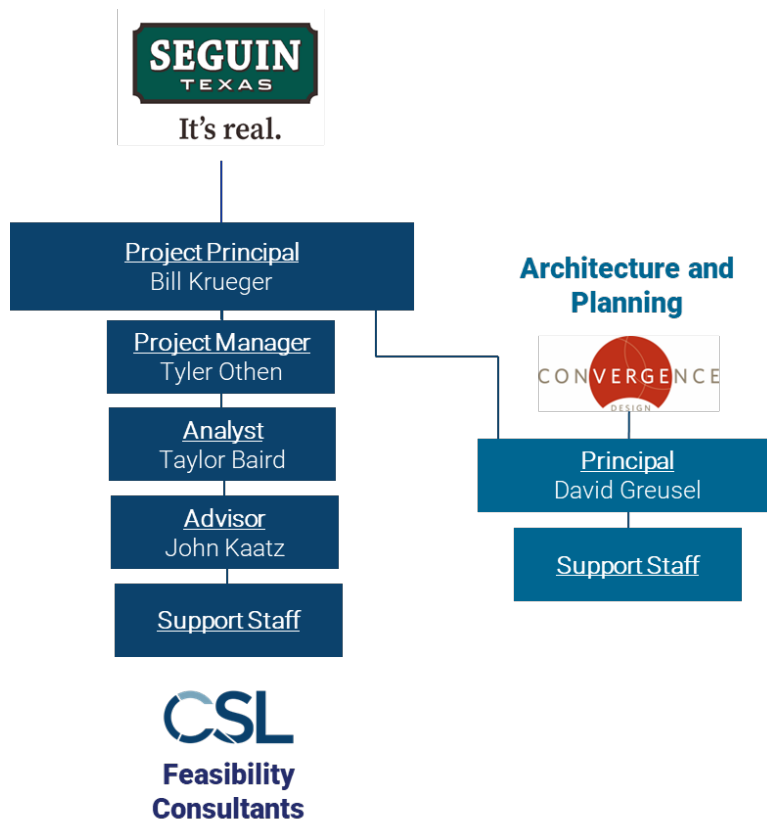 SEGUIN
TEXAS
It's real.
Project Principal
Bill Krueger
Project Manager
Tyler Othen
Analyst
Taylor Baird
Advisor
John Kaatz
Support Staff
CSL
Feasibility
Consultants
Architecture and
Planning
CONVERGENCE
DESIGN
Principal
David Greusel
Support Staff